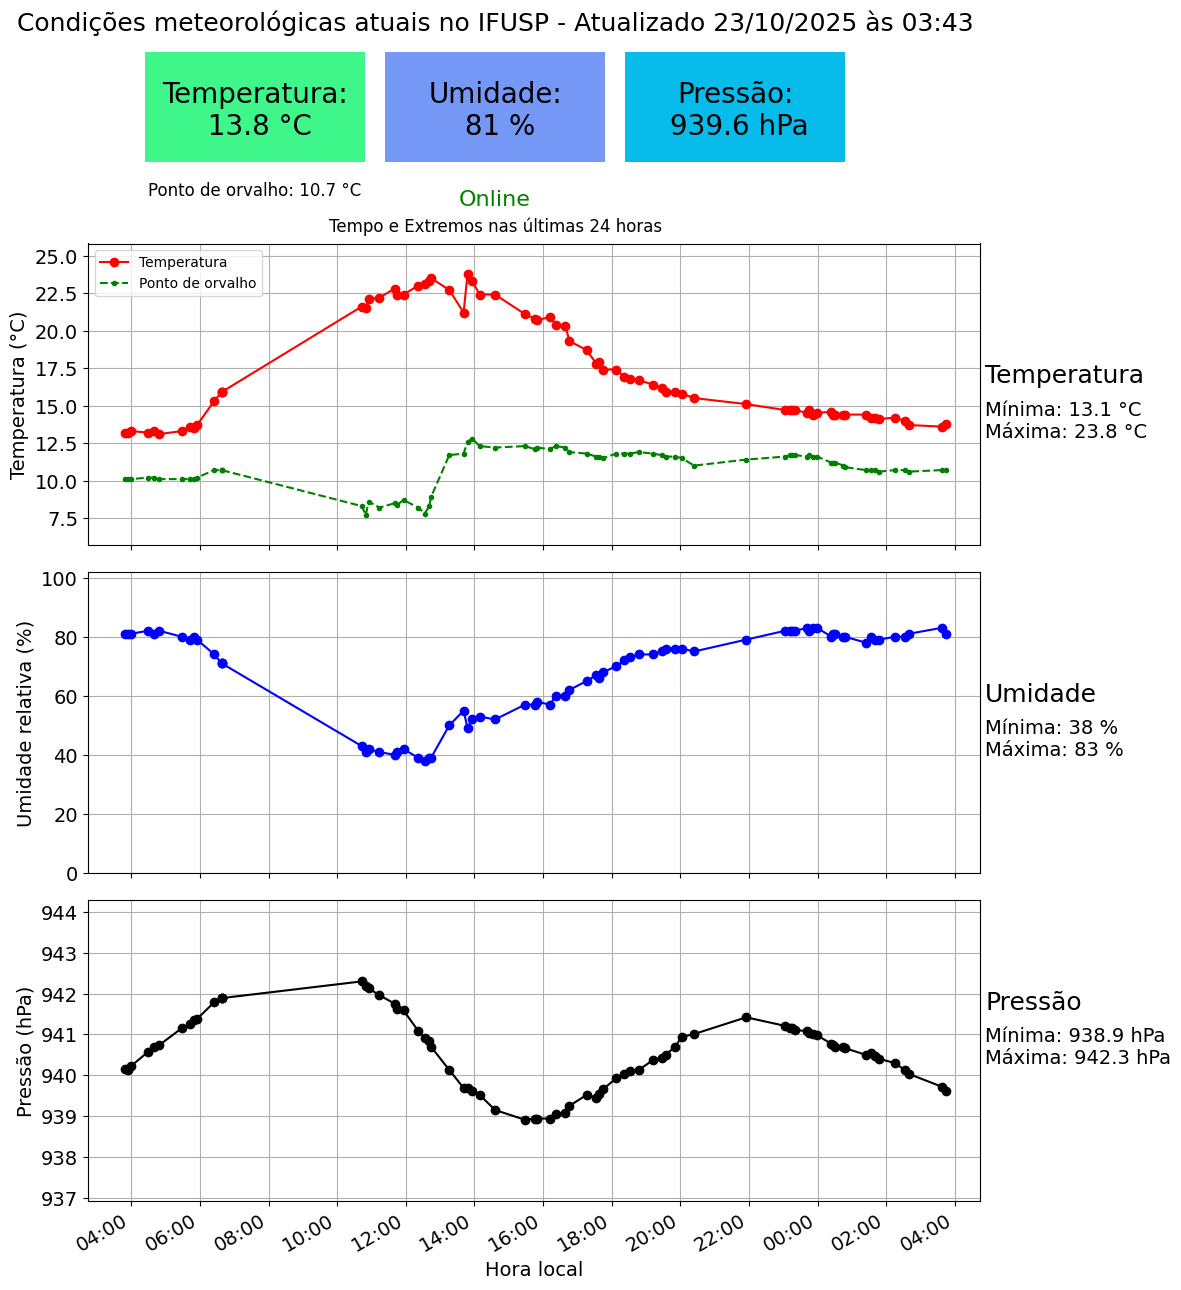 Condições meteorológicas atuais no IFUSP - Atualizado 23/10/2025 às 03:43
Temperatura:
13.8 °C
Umidade:
81 %
Pressão:
939.6 hPa
Ponto de orvalho: 10.7 °C
Online
Tempo e Extremos nas últimas 24 horas
Temperatura (°C)
25.0
22.5
20.0
17.5
15.0
12.5
10.0
7.5
Temperatura
Ponto de orvalho
Temperatura
Mínima: 13.1 °C
Máxima: 23.8 °C
Umidade relativa (%)
100
80
60
40
20
0
Umidade
Mínima: 38 %
Máxima: 83 %
Pressão (hPa)
944
943
942
941
940
939
938
937
Pressão
Mínima: 938.9 hPa
Máxima: 942.3 hPa
04:00 06:00 08:00 10:00 12:00 14:00 16:00 18:00 20:00 22:00 00:00 02:00 04:00
Hora local